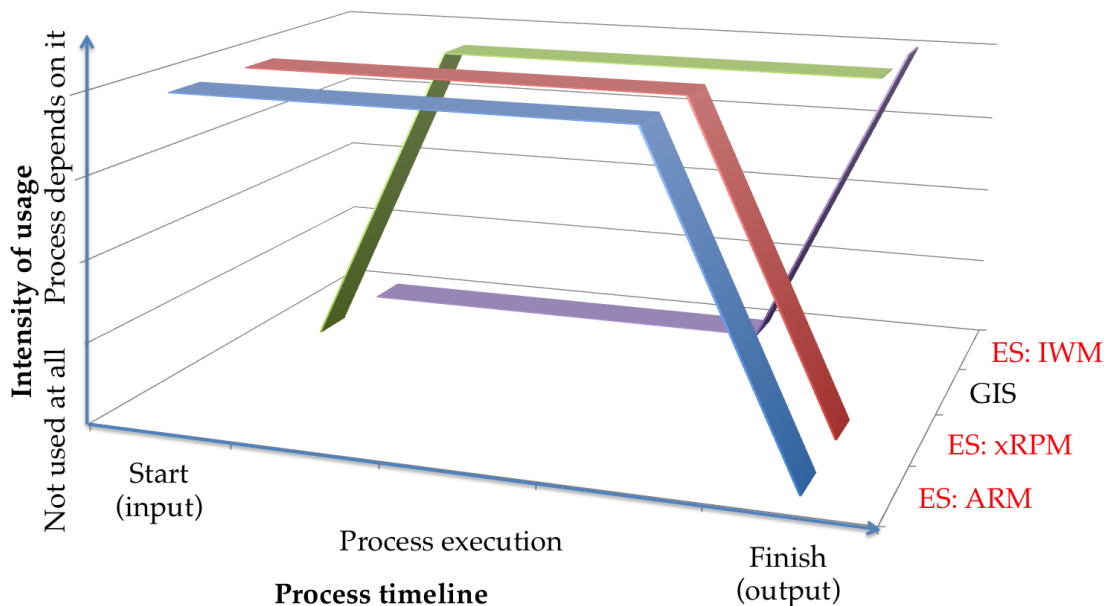 Intensity of usage
Not used at all    Process depends on it
ES: IWM
GIS
ES: xRPM
ES: ARM
Start
(input)
Process execution
Finish
(output)
Process timeline